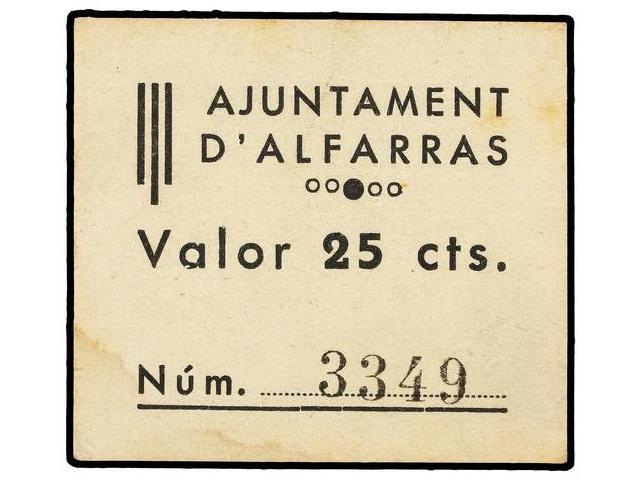 AJUNTAMENT
D'ALFARRAS
Valor 25 cts.
Núm. 3349